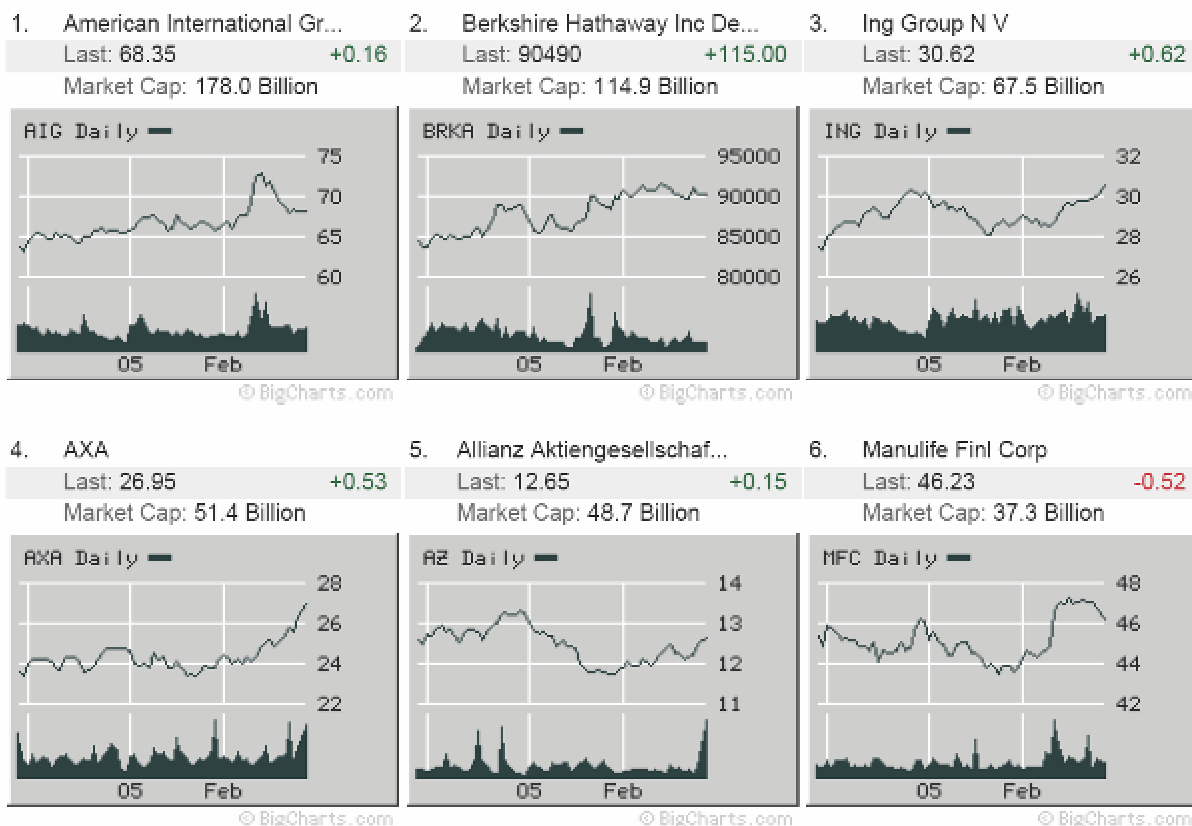 1. American International Gr...
Last: 68.35 +0.16
Market Cap: 178.0 Billion
AIG Daily
75
70
65
60
05 Feb
© BigCharts.com
2. Berkshire Hathaway Inc De...
Last: 90490 +115.00
Market Cap: 114.9 Billion
BRKA Daily
95000
90000
85000
80000
05 Feb
© BigCharts.com
3. Ing Group N V
Last: 30.62 +0.62
Market Cap: 67.5 Billion
ING Daily
32
30
28
26
05 Feb
© BigCharts.com
4. AXA
Last: 26.95 +0.53
Market Cap: 51.4 Billion
AXA Daily
28
26
24
22
05 Feb
© BigCharts.com
5. Allianz Aktiengesellschaf...
Last: 12.65 +0.15
Market Cap: 48.7 Billion
AZ Daily
14
13
12
11
05 Feb
© BigCharts.com
6. Manulife Finl Corp
Last: 46.23 -0.52
Market Cap: 37.3 Billion
MFC Daily
48
46
44
42
05 Feb
© BigCharts.com